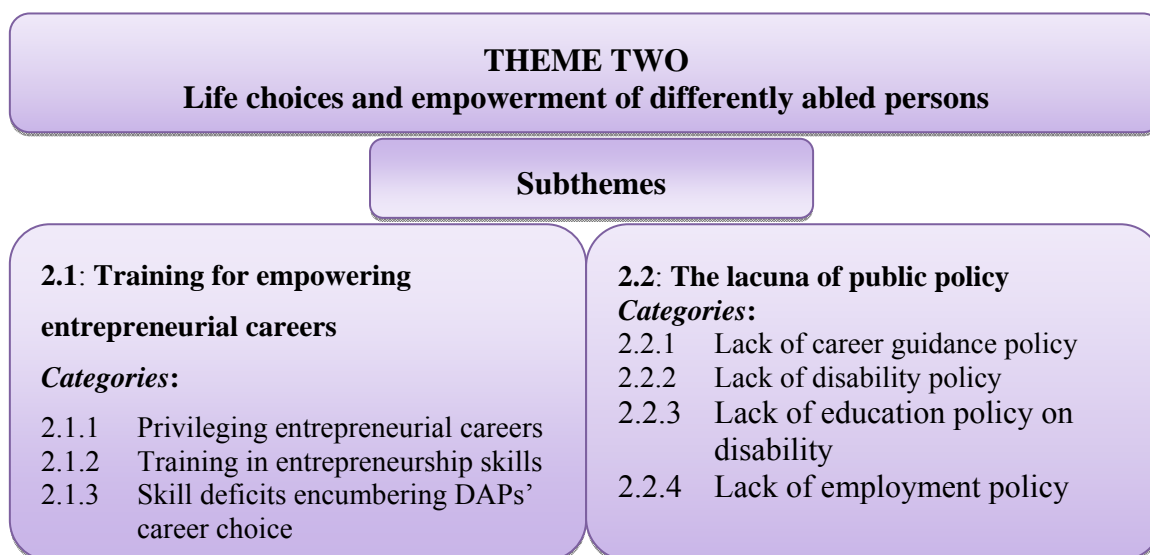 THEME TWO
Life choices and empowerment of differently abled persons
Subthemes
2.1: Training for empowering
entrepreneurial careers
Categories:
2.1.1 Privileging entrepreneurial careers
2.1.2 Training in entrepreneurship skills
2.1.3 Skill deficits encumbering DAPs’
career choice
2.2: The lacuna of public policy
Categories:
2.2.1 Lack of career guidance policy
2.2.2 Lack of disability policy
2.2.3 Lack of education policy on
disability
2.2.4 Lack of employment policy